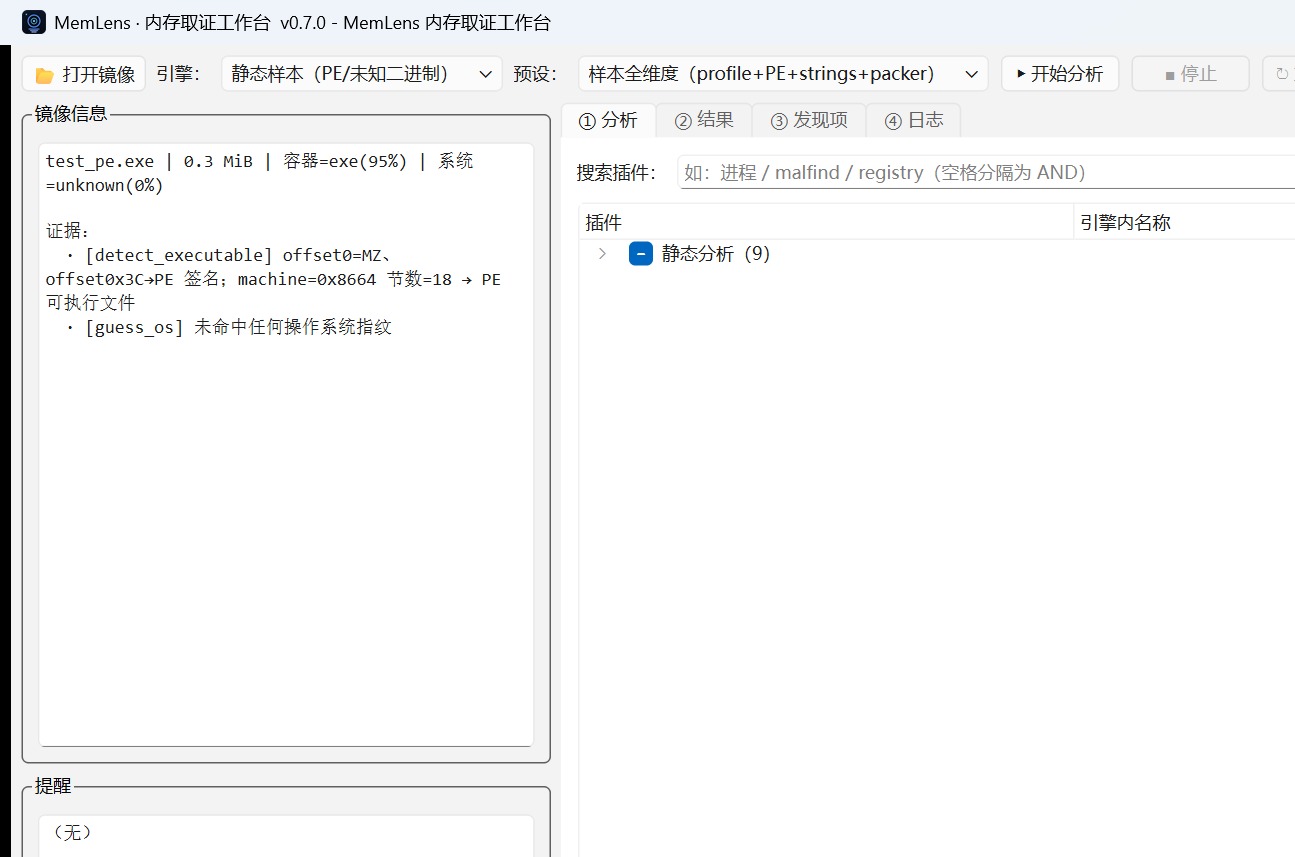 MemLens · 内存取证工作台 v0.7.0 - MemLens 内存取证工作台
打开镜像 引擎: 静态样本（PE/未知二进制） 预设: 样本全维度（profile+PE+strings+packer） 开始分析 停止
镜像信息
① 分析 ② 结果 ③ 发现项 ④ 日志
test_pe.exe | 0.3 MiB | 容器=exe(95%) | 系统
=unknown(0%)
证据:
· [detect_executable] offset0=MZ、
offset0x3C→PE 签名; machine=0x8664 节数=18 → PE
可执行文件
· [guess_os] 未命中任何操作系统指纹
搜索插件: 如: 进程 / malfind / registry（空格分隔为 AND）
插件 引擎内名称
静态分析（9）
提醒
（无）